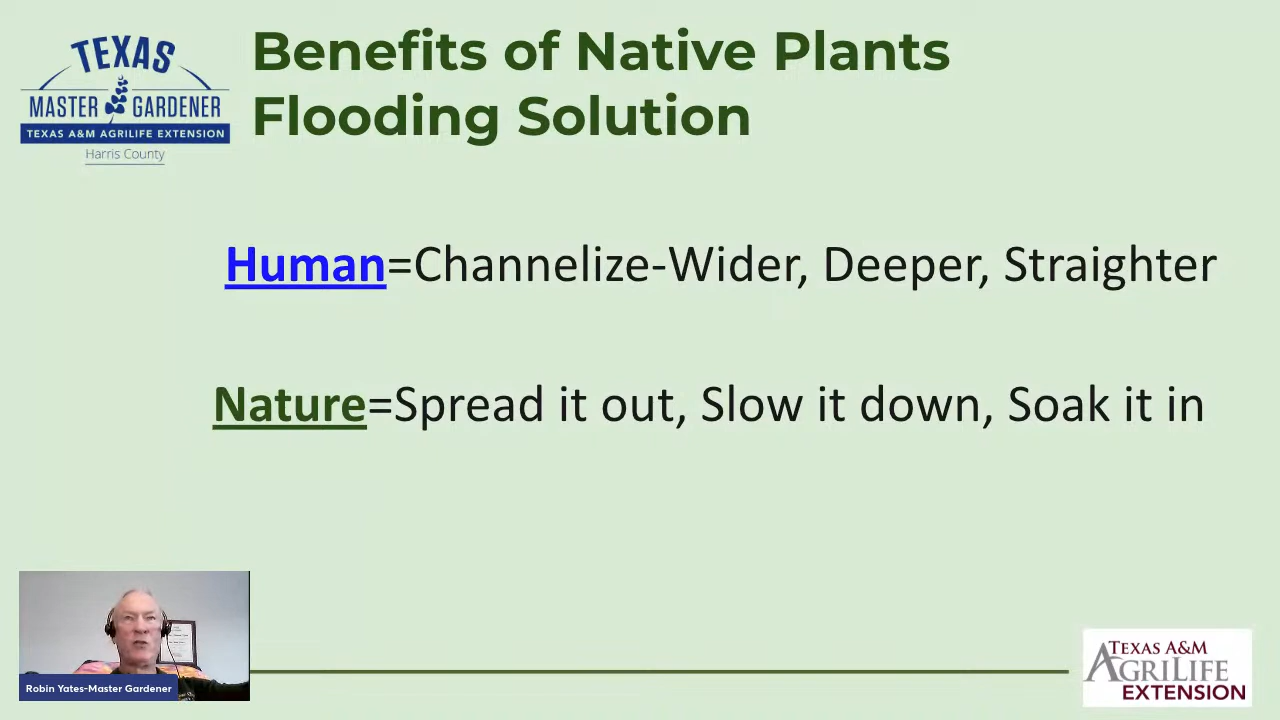 TEXAS
MASTER GARDENER
TEXAS A&M AGRILIFE EXTENSION
Harris County
Benefits of Native Plants
Flooding Solution
Human=Channelize-Wider, Deeper, Straighter
Nature=Spread it out, Slow it down, Soak it in
Robin Yates-Master Gardener
TEXAS A&M
AGRILIFE
EXTENSION